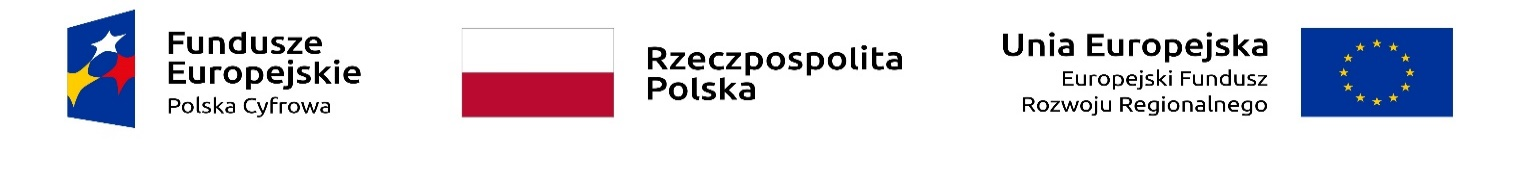 Fundusze
Europejskie
Polska Cyfrowa
Rzeczpospolita
Polska
Unia Europejska
Europejski Fundusz
Rozwoju Regionalnego